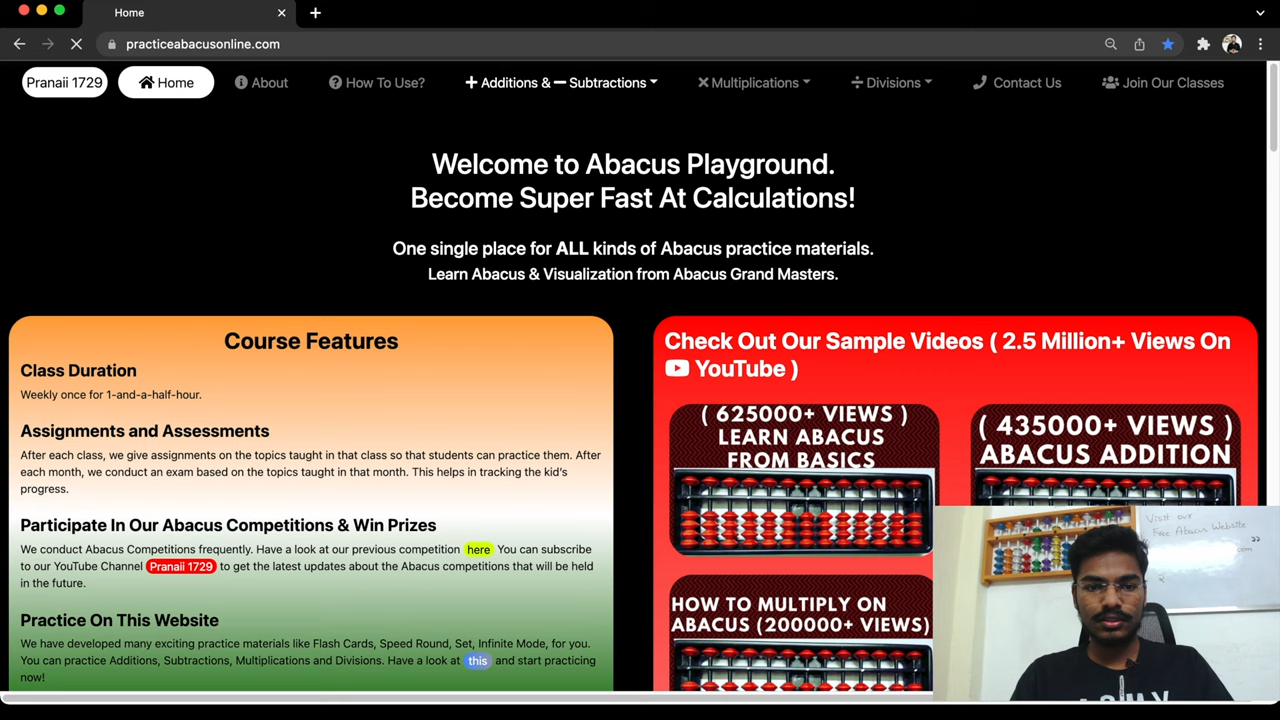 Home
practiceabacusonline.com
Pranaii 1729
Home
About
How To Use?
Additions & Subtractions
Multiplications
Divisions
Contact Us
Join Our Classes
Welcome to Abacus Playground.
Become Super Fast At Calculations!
One single place for ALL kinds of Abacus practice materials.
Learn Abacus & Visualization from Abacus Grand Masters.
Course Features
Class Duration
Weekly once for 1-and-a-half-hour.
Assignments and Assessments
After each class, we give assignments on the topics taught in that class so that students can practice them. After
each month, we conduct an exam based on the topics taught in that month. This helps in tracking the kid's
progress.
Participate In Our Abacus Competitions & Win Prizes
We conduct Abacus Competitions frequently. Have a look at our previous competition here You can subscribe
to our YouTube Channel Pranaii 1729 to get the latest updates about the Abacus competitions that will be held
in the future.
Practice On This Website
We have developed many exciting practice materials like Flash Cards, Speed Round, Set, Infinite Mode, for you.
You can practice Additions, Subtractions, Multiplications and Divisions. Have a look at this and start practicing
now!
Check Out Our Sample Videos ( 2.5 Million+ Views On
YouTube )
( 625000+ VIEWS )
LEARN ABACUS
FROM BASICS
( 435000+ VIEWS )
ABACUS ADDITION
HOW TO MULTIPLY ON
ABACUS (200000+ VIEWS)
Visit our
Free Abacus Website
com